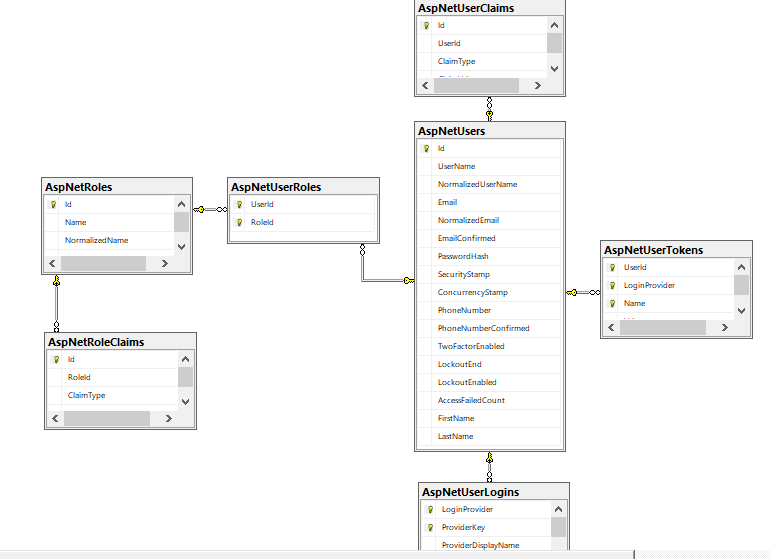 AspNetUserClaims
Id
UserId
ClaimType
AspNetUsers
Id
UserName
NormalizedUserName
Email
NormalizedEmail
EmailConfirmed
PasswordHash
SecurityStamp
ConcurrencyStamp
PhoneNumber
PhoneNumberConfirmed
TwoFactorEnabled
LockoutEnd
LockoutEnabled
AccessFailedCount
FirstName
LastName
AspNetRoles
Id
Name
NormalizedName
AspNetUserRoles
UserId
RoleId
AspNetUserTokens
UserId
LoginProvider
Name
AspNetRoleClaims
Id
RoleId
ClaimType
AspNetUserLogins
LoginProvider
ProviderKey
ProviderDisplayName